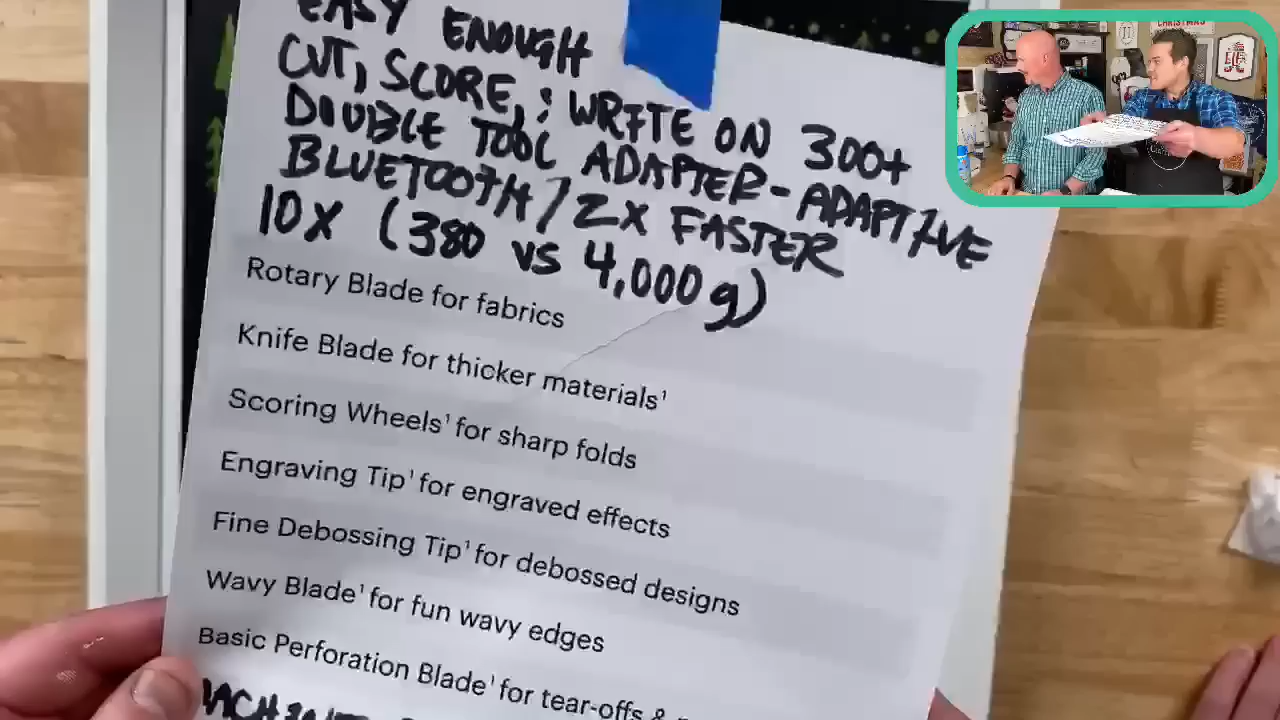 EASY ENOUGH
CUT, SCORE, & WRITE ON 300+
DOUBLE TOOL ADAPTER-ADAPTIVE
BLUETOOTH/2X FASTER
10X (380 vs 4,000 g)
Rotary Blade for fabrics
Knife Blade for thicker materials¹
Scoring Wheels¹ for sharp folds
Engraving Tip¹ for engraved effects
Fine Debossing Tip¹ for debossed designs
Wavy Blade¹ for fun wavy edges
Basic Perforation Blade¹ for tear-offs &
CHRISTMAS